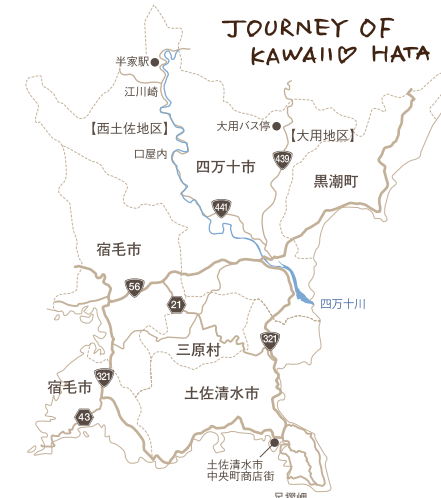 JOURNEY OF
KAWAII♡ HATA
半家駅
江川崎
【西土佐地区】
大用バス停
【大用地区】
口屋内
四万十市
439
黒潮町
441
宿毛市
56
21
四万十川
321
三原村
321
宿毛市
土佐清水市
43
土佐清水市
中央町商店街
足摺岬